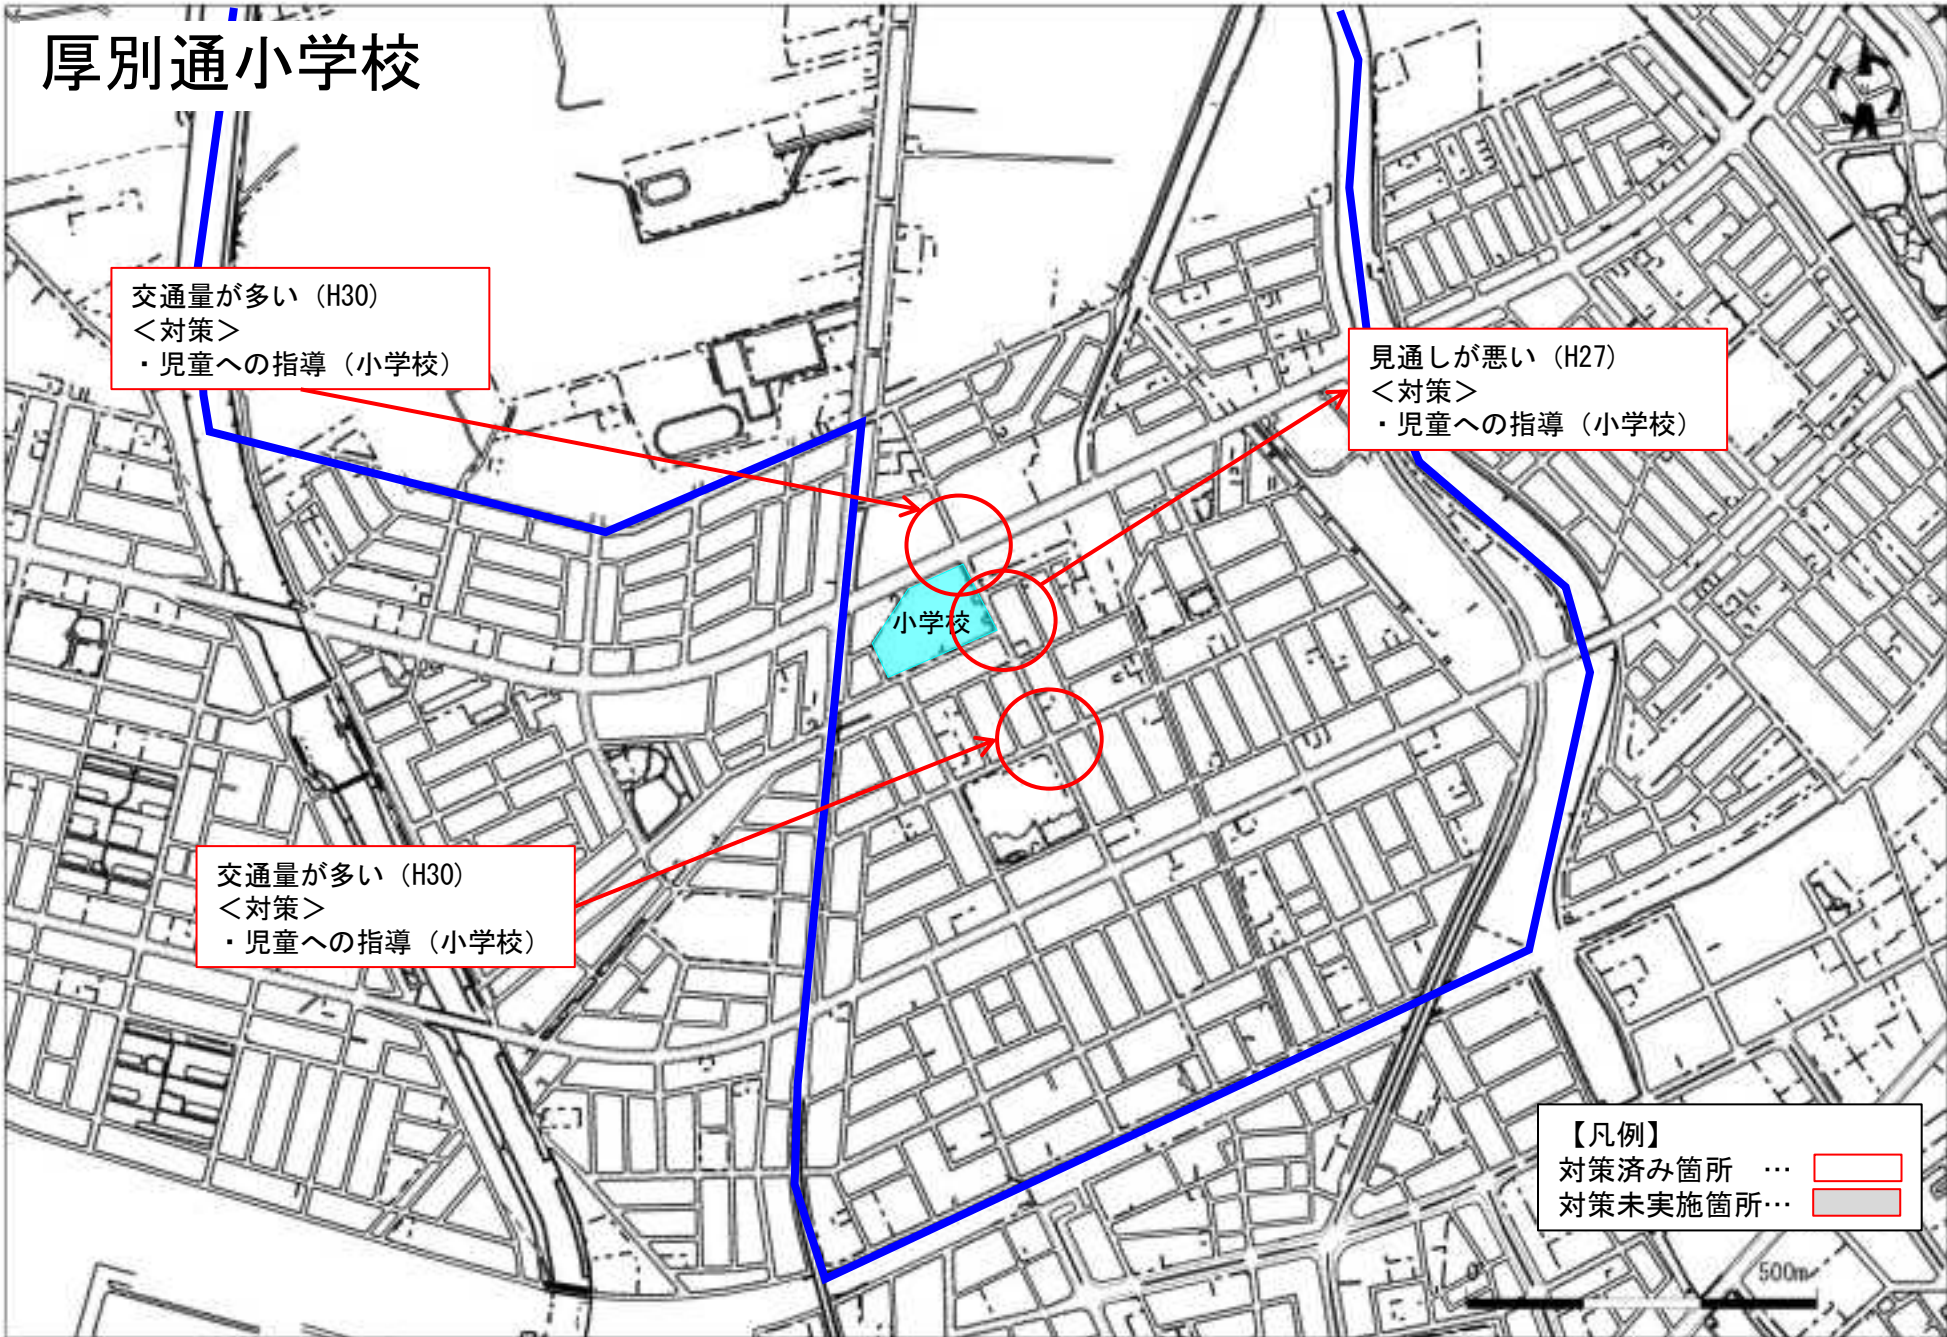 厚別通小学校
交通量が多い（H30）
＜対策＞
・児童への指導（小学校）
見通しが悪い（H27）
＜対策＞
・児童への指導（小学校）
小学校
交通量が多い（H30）
＜対策＞
・児童への指導（小学校）
【凡例】
対策済み箇所　…
対策未実施箇所…
0
500m